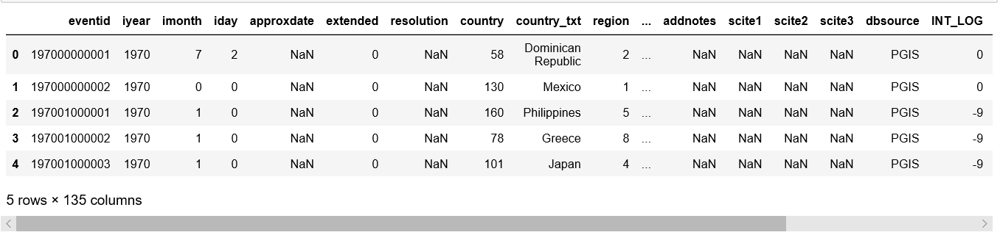 eventid iyear imonth iday approxdate extended resolution country country_txt region ... addnotes scite1 scite2 scite3 dbsource INT_LOG
0 197000000001 1970 7 2 NaN 0 NaN 58 Dominican Republic 2 ... NaN NaN NaN NaN PGIS 0
1 197000000002 1970 0 0 NaN 0 NaN 130 Mexico 1 ... NaN NaN NaN NaN PGIS 0
2 197001000001 1970 1 0 NaN 0 NaN 160 Philippines 5 ... NaN NaN NaN NaN PGIS -9
3 197001000002 1970 1 0 NaN 0 NaN 78 Greece 8 ... NaN NaN NaN NaN PGIS -9
4 197001000003 1970 1 0 NaN 0 NaN 101 Japan 4 ... NaN NaN NaN NaN PGIS -9
5 rows × 135 columns